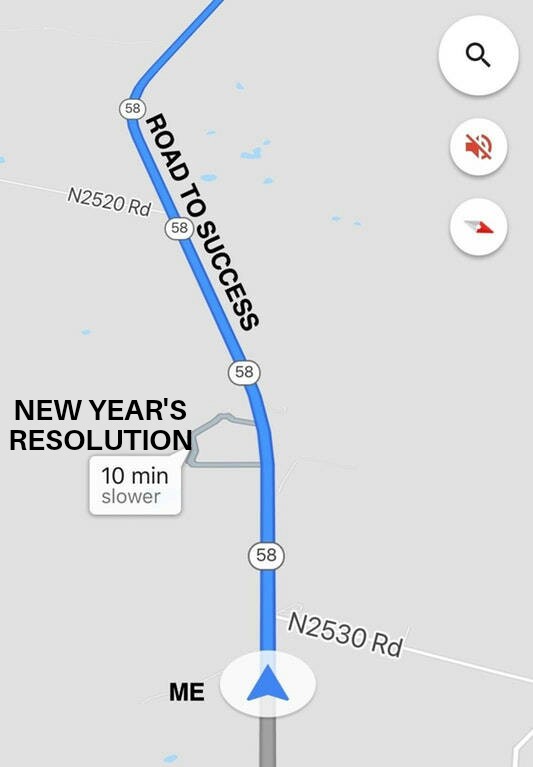 58
ROAD TO SUCCESS
N2520 Rd
58
58
NEW YEAR'S
RESOLUTION
10 min
slower
58
N2530 Rd
ME